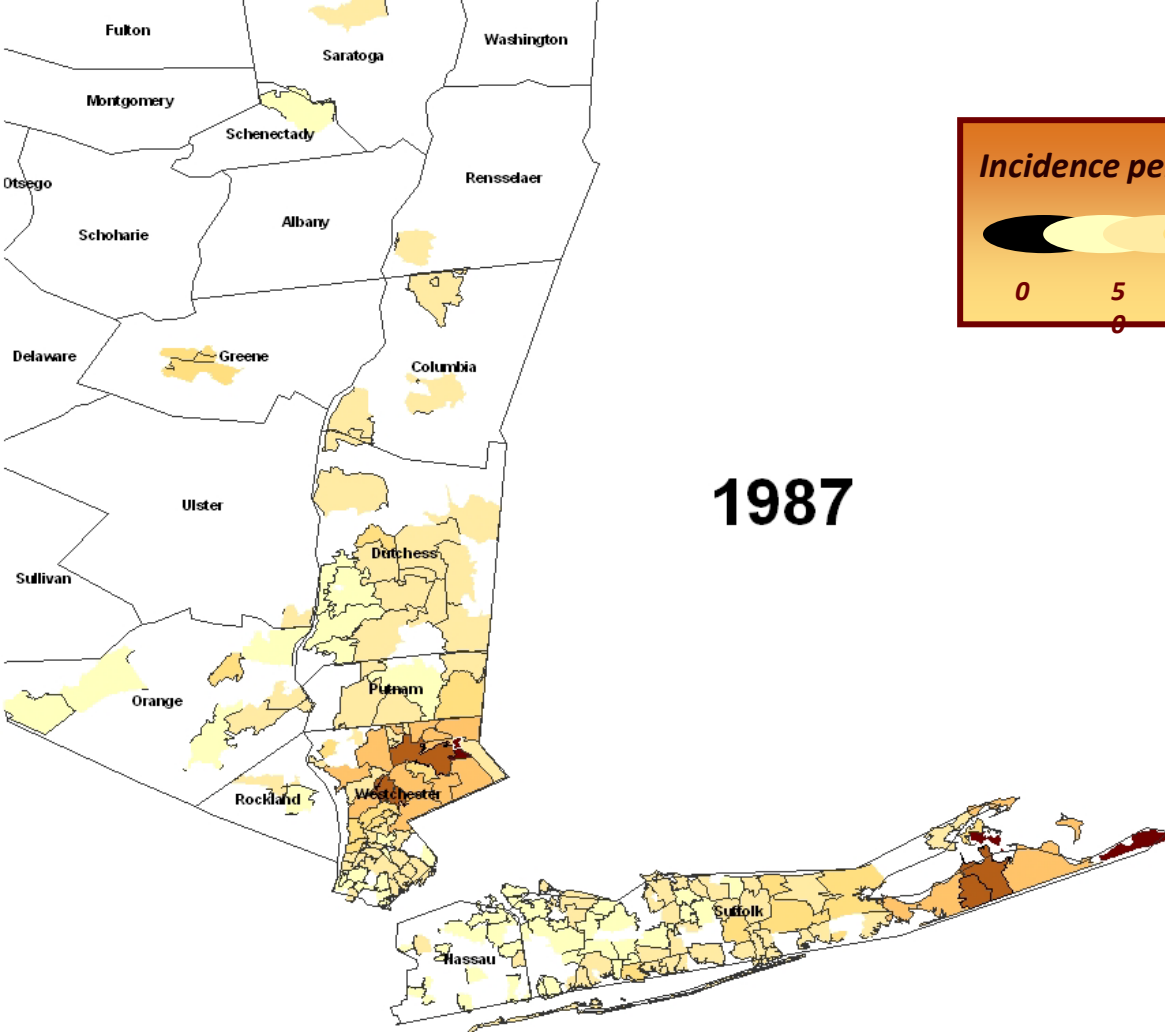 Fulton
Washington
Saratoga
Montgomery
Schenectady
Otsego
Rensselaer
Incidence pe
Albany
Schoharie
0 5
0
Delaware
Greene
Columbia
1987
Ulster
Dutchess
Sullivan
Putnam
Orange
Rockland
Westchester
Suffolk
Nassau